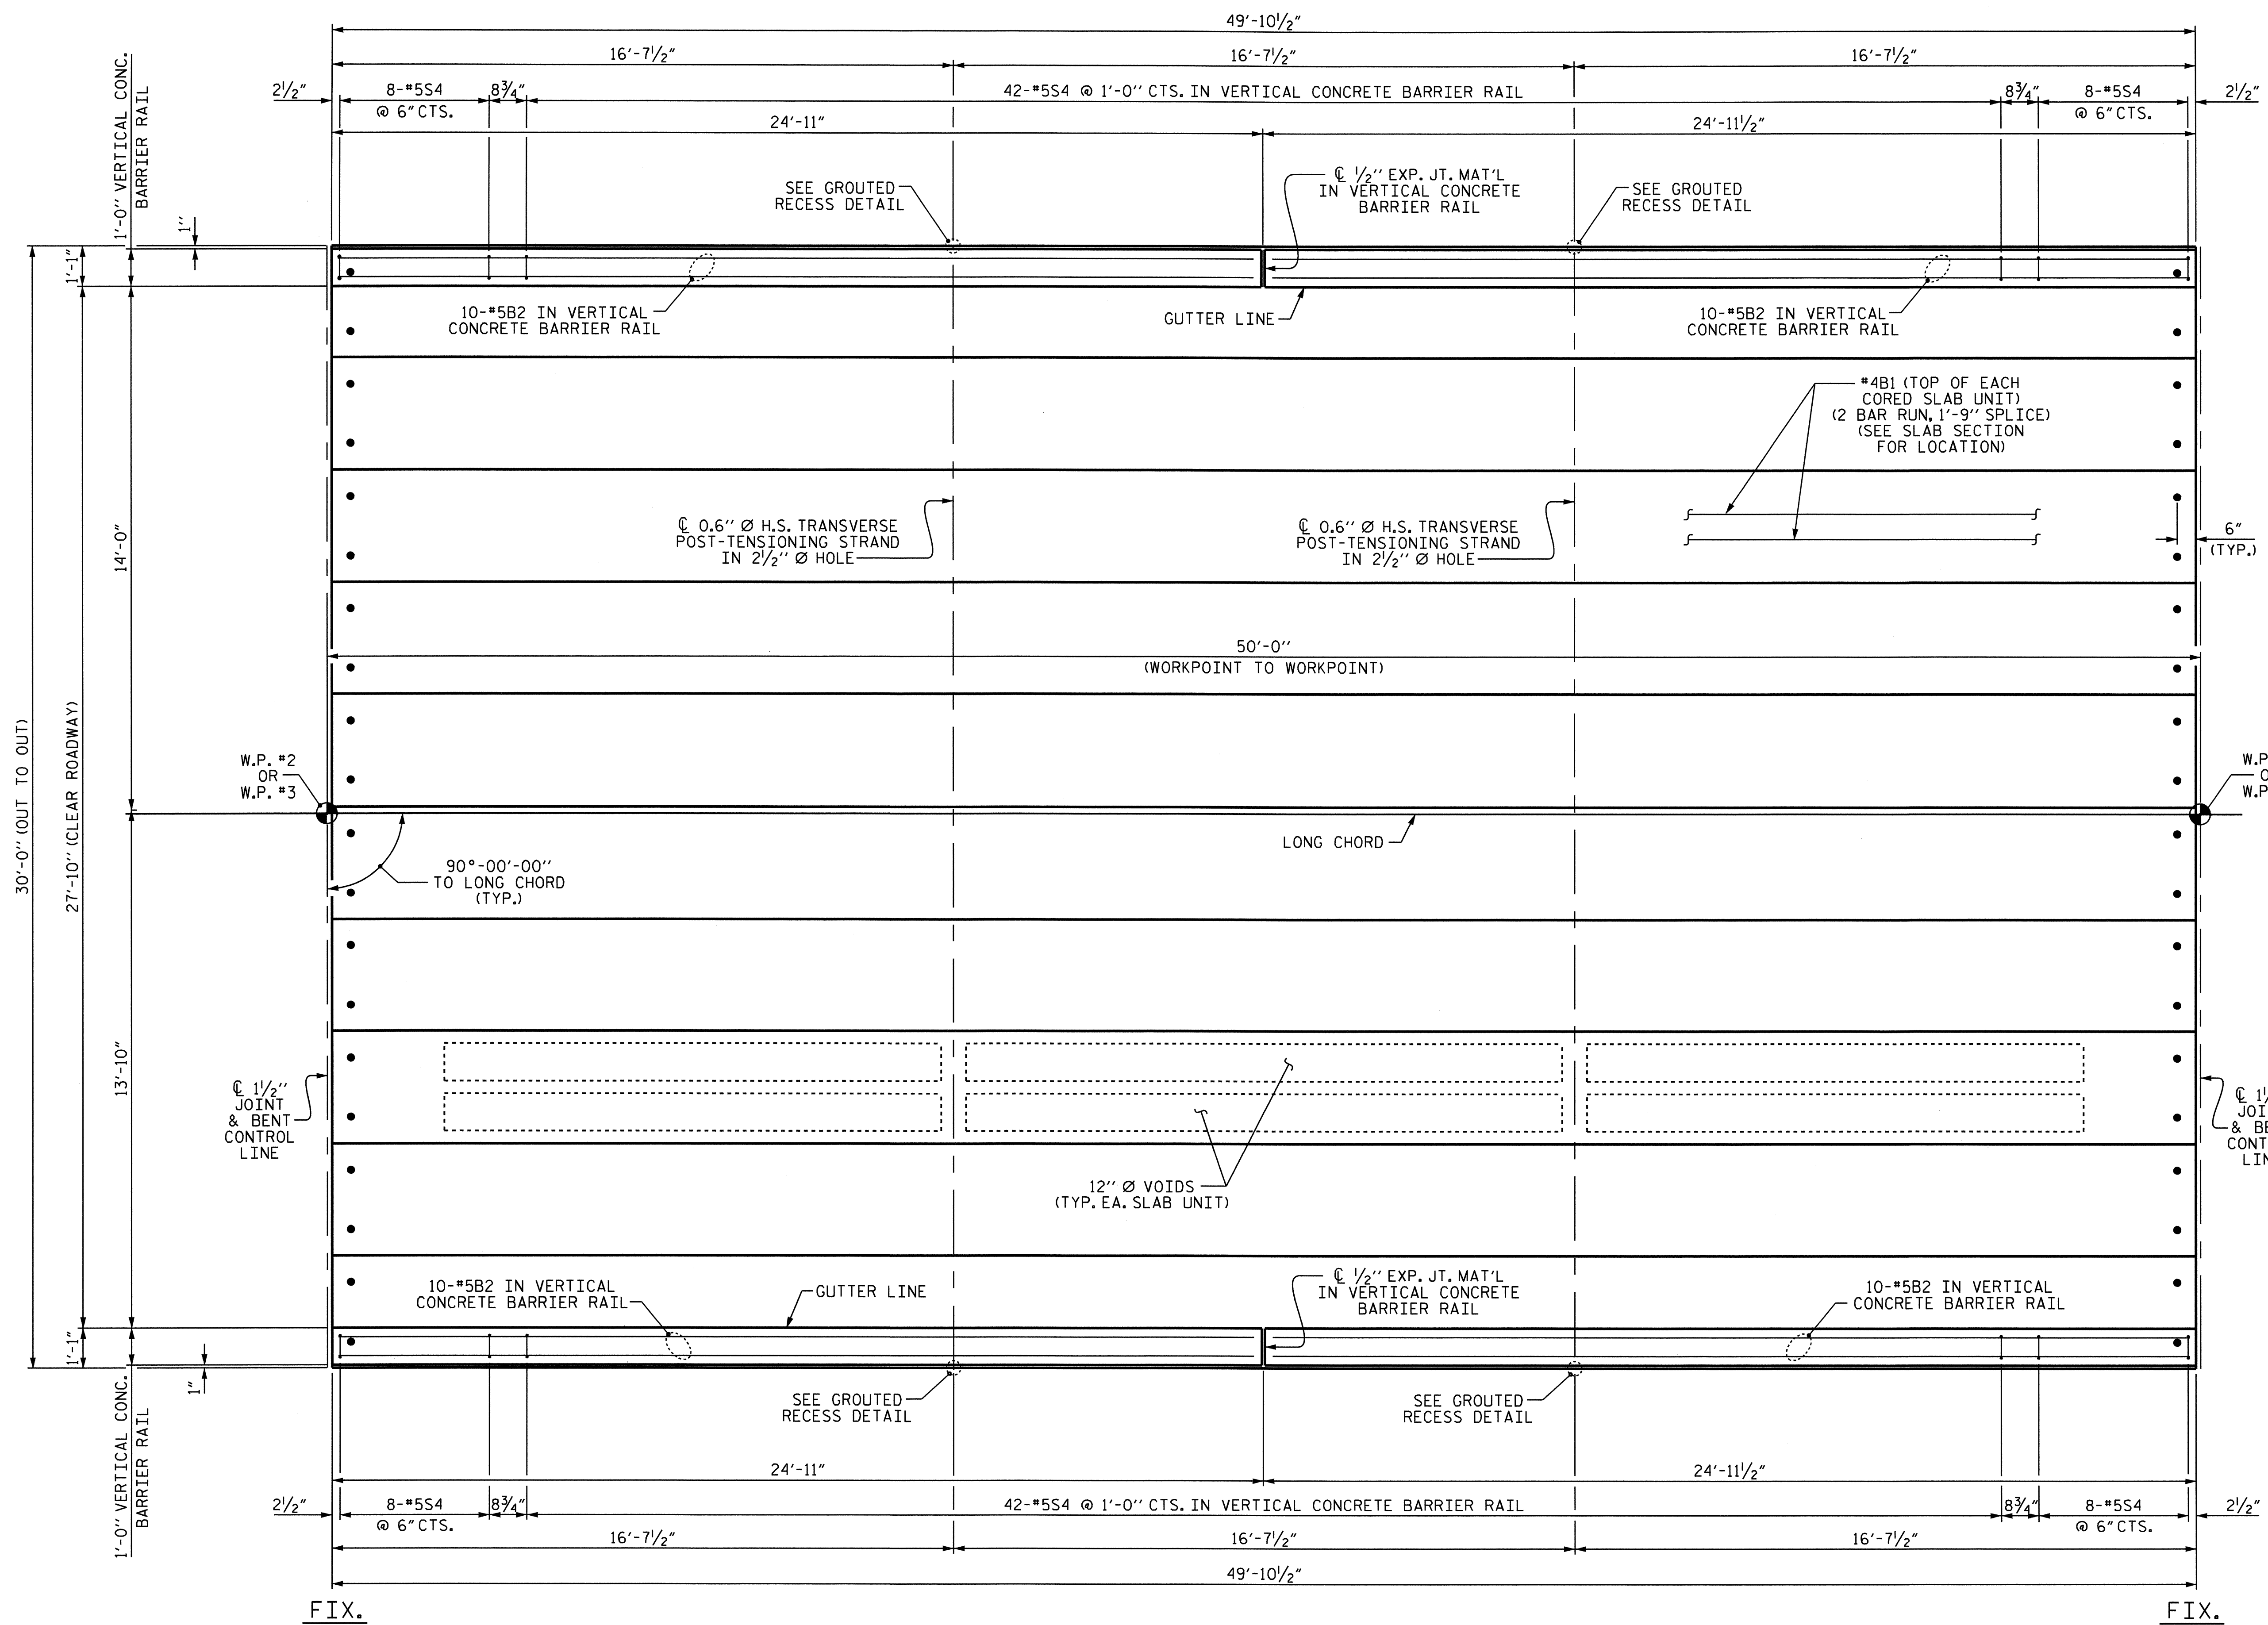 49'-10½"
16'-7½"
16'-7½"
16'-7½"
2½"
8-#5S4
@ 6" CTS.
8¾"
42-#5S4 @ 1'-0" CTS. IN VERTICAL CONCRETE BARRIER RAIL
8¾"
8-#5S4
@ 6" CTS.
2½"
24'-11"
24'-11½"
1'-0" VERTICAL CONC.
BARRIER RAIL
1"
1'-1"
SEE GROUTED
RECESS DETAIL
℄ ½" EXP. JT. MAT'L
IN VERTICAL CONCRETE
BARRIER RAIL
SEE GROUTED
RECESS DETAIL
10-#5B2 IN VERTICAL
CONCRETE BARRIER RAIL
GUTTER LINE
10-#5B2 IN VERTICAL
CONCRETE BARRIER RAIL
#4B1 (TOP OF EACH
CORED SLAB UNIT)
(2 BAR RUN, 1'-9" SPLICE)
(SEE SLAB SECTION
FOR LOCATION)
14'-0"
℄ 0.6" Ø H.S. TRANSVERSE
POST-TENSIONING STRAND
IN 2½" Ø HOLE
℄ 0.6" Ø H.S. TRANSVERSE
POST-TENSIONING STRAND
IN 2½" Ø HOLE
6"
(TYP.)
50'-0"
(WORKPOINT TO WORKPOINT)
30'-0" (OUT TO OUT)
27'-10" (CLEAR ROADWAY)
W.P. #2
OR
W.P. #3
W.P
O
W.P
LONG CHORD
90°-00'-00"
TO LONG CHORD
(TYP.)
13'-10"
℄ 1½"
JOINT
& BENT
CONTROL
LINE
℄ 1
JOI
& BE
CONT
LIN
12" Ø VOIDS
(TYP. EA. SLAB UNIT)
10-#5B2 IN VERTICAL
CONCRETE BARRIER RAIL
GUTTER LINE
℄ ½" EXP. JT. MAT'L
IN VERTICAL CONCRETE
BARRIER RAIL
10-#5B2 IN VERTICAL
CONCRETE BARRIER RAIL
1'-1"
1"
1'-0" VERTICAL CONC.
BARRIER RAIL
SEE GROUTED
RECESS DETAIL
SEE GROUTED
RECESS DETAIL
24'-11"
24'-11½"
2½"
8-#5S4
@ 6" CTS.
8¾"
42-#5S4 @ 1'-0" CTS. IN VERTICAL CONCRETE BARRIER RAIL
8¾"
8-#5S4
@ 6" CTS.
2½"
16'-7½"
16'-7½"
16'-7½"
49'-10½"
FIX.
FIX.